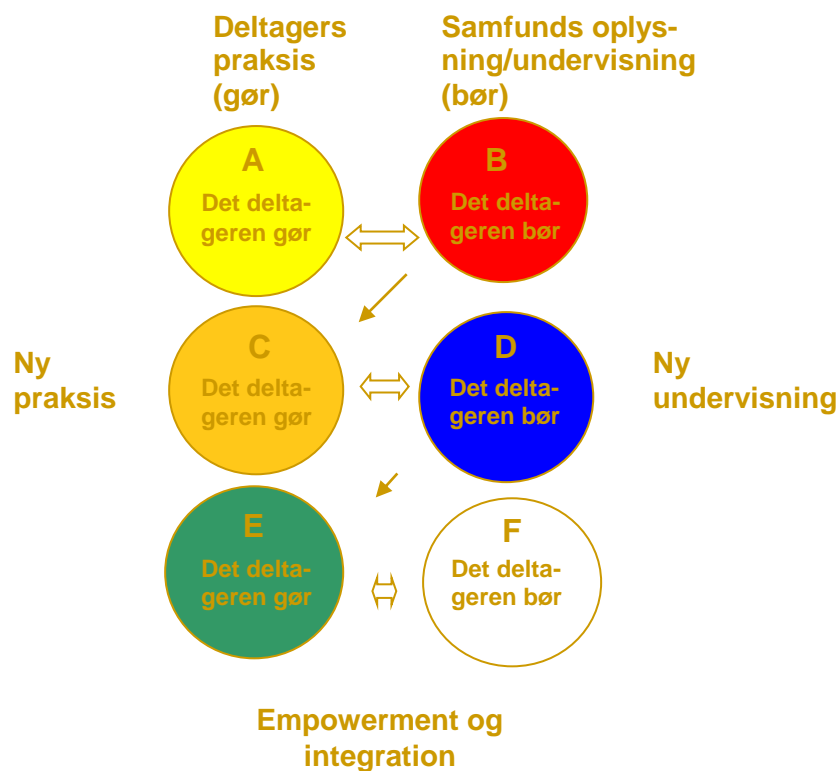 Deltagers
praksis
(gør)
Samfunds oplys-
ning/undervisning
(bør)
A
Det delta-
geren gør
B
Det delta-
geren bør
Ny
praksis
C
Det delta-
geren gør
D
Det delta-
geren bør
Ny
undervisning
E
Det delta-
geren gør
F
Det delta-
geren bør
Empowerment og
integration